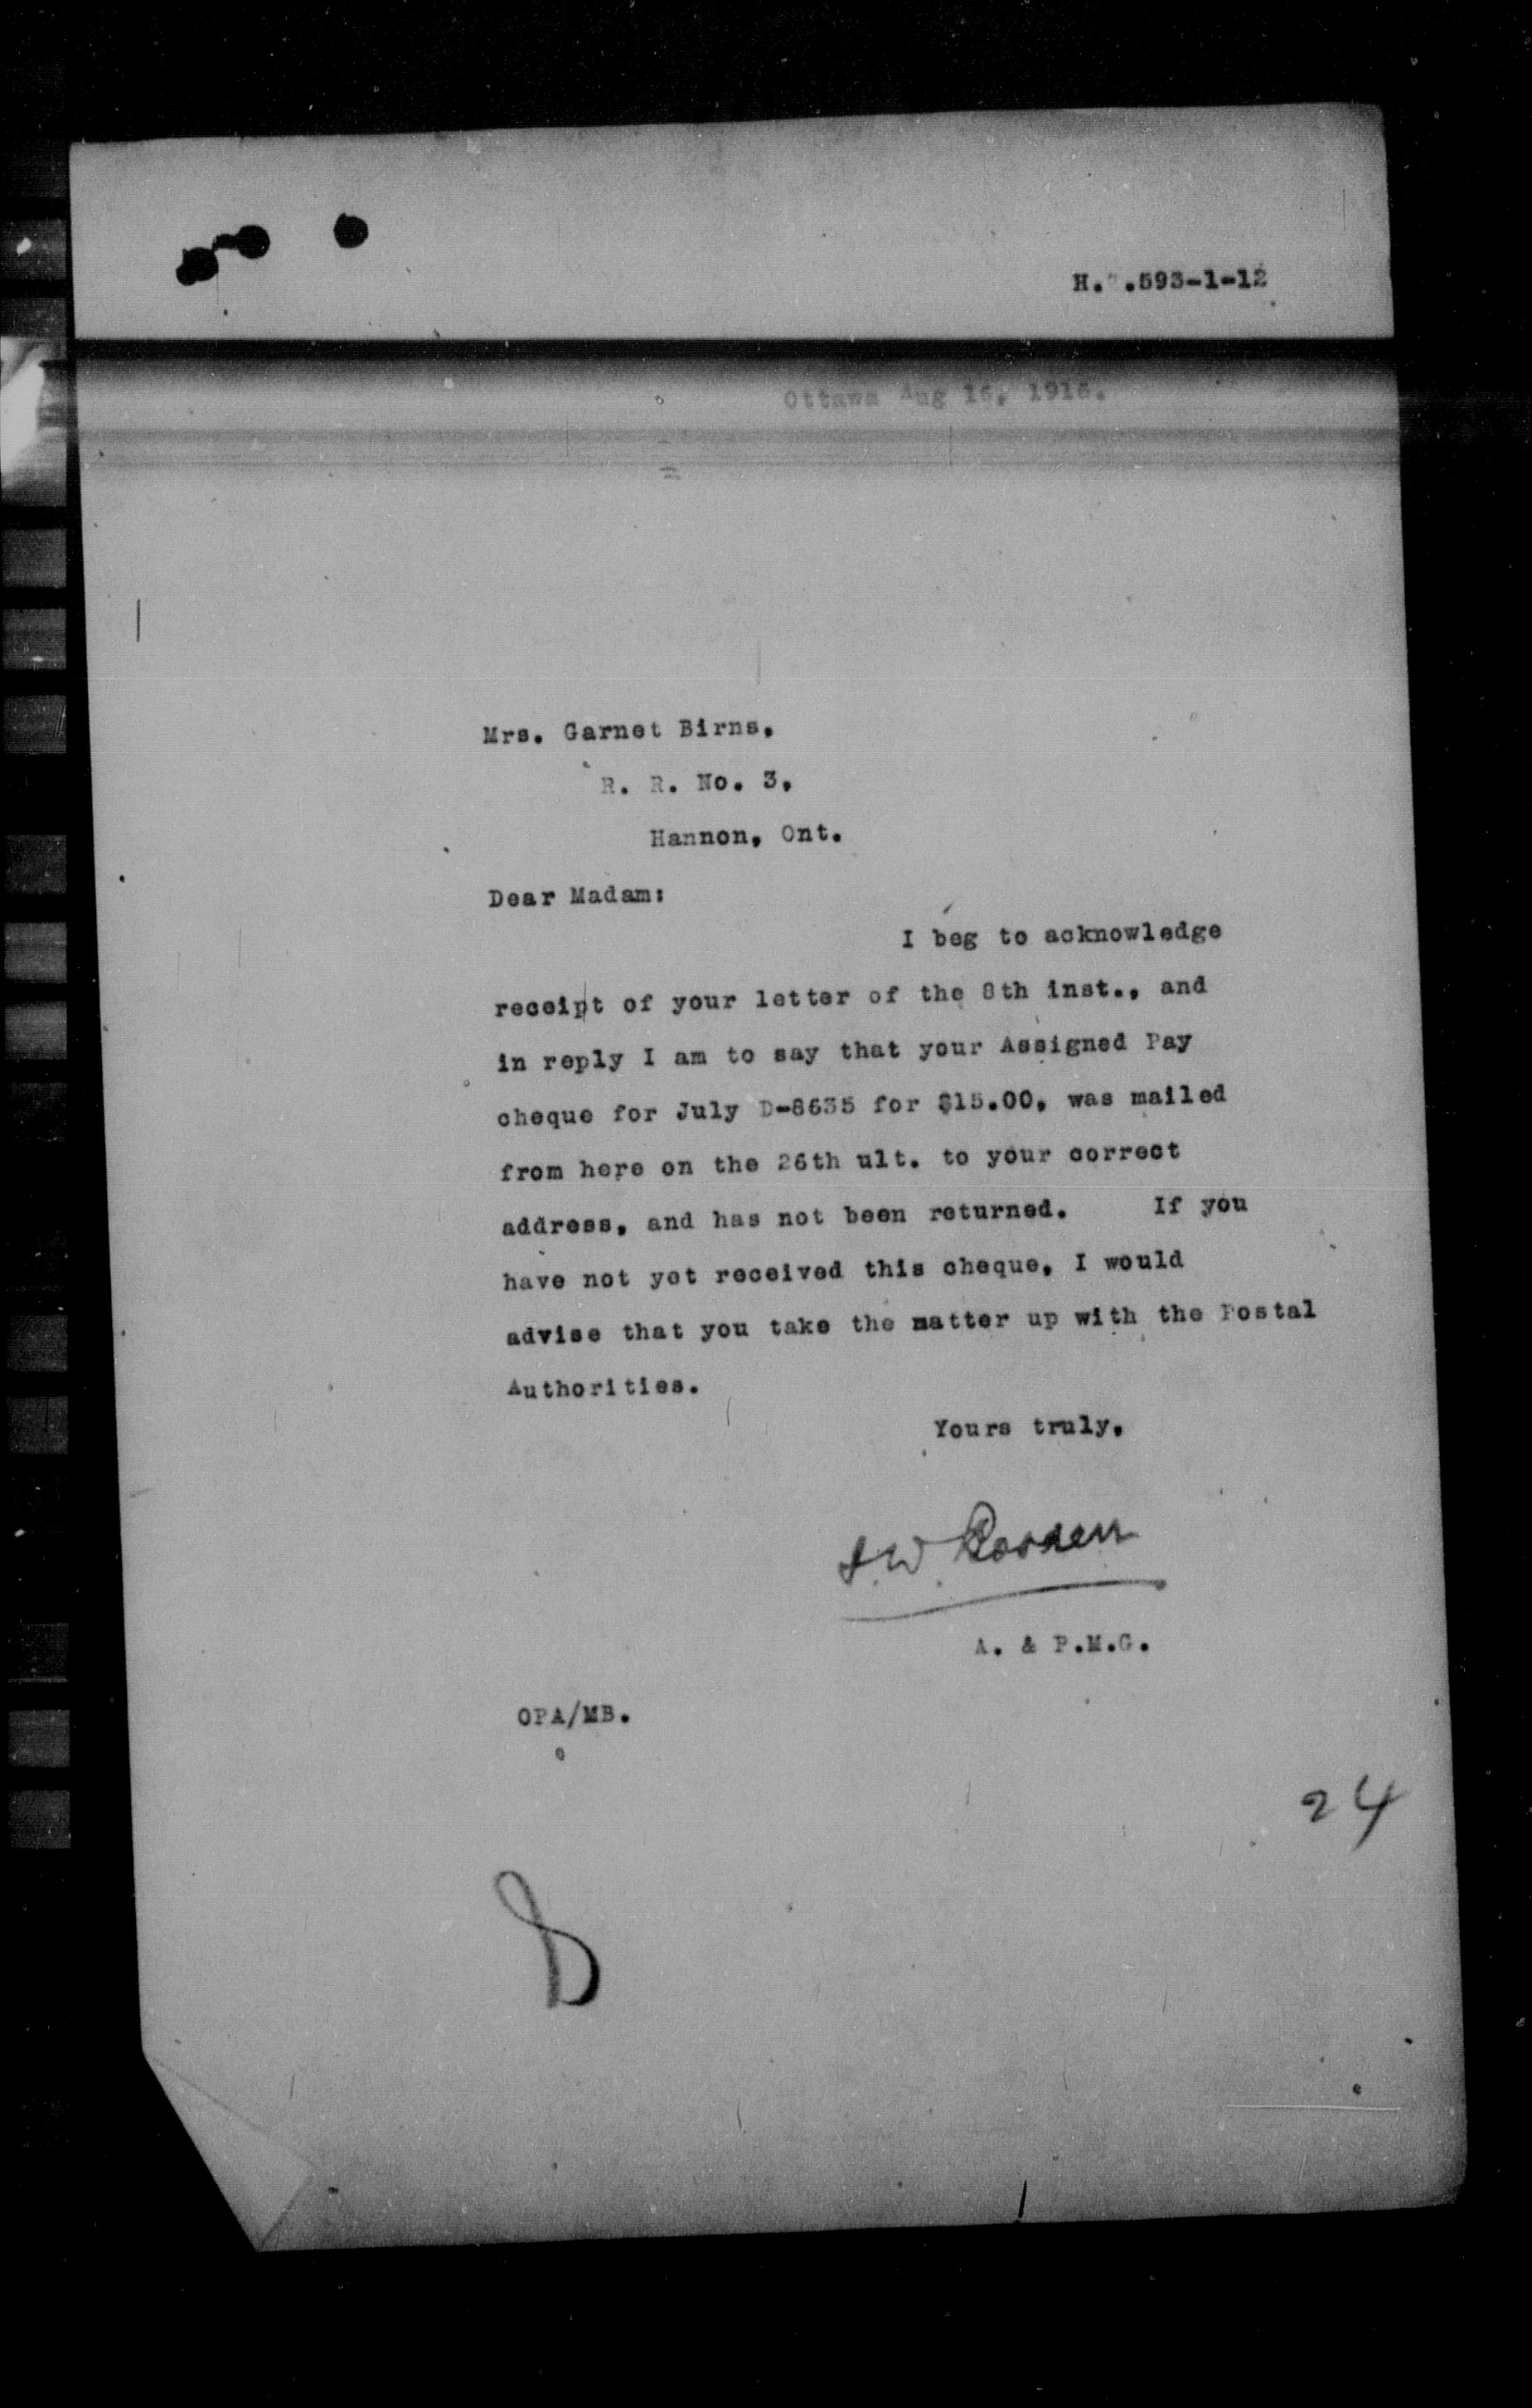 H. .593-1-12
Ottawa Aug 16, 1916.
Mrs. Garnet Birns,
R. R. No. 3,
Hannon, Ont.
Dear Madam:
I beg to acknowledge
receipt of your letter of the 8th inst., and
in reply I am to say that your Assigned Pay
cheque for July D-8635 for $15.00, was mailed
from here on the 26th ult. to your correct
address, and has not been returned. If you
have not yet received this cheque, I would
advise that you take the matter up with the Postal
Authorities.
Yours truly,
A. & P.M.G.
OPA/MB.
24